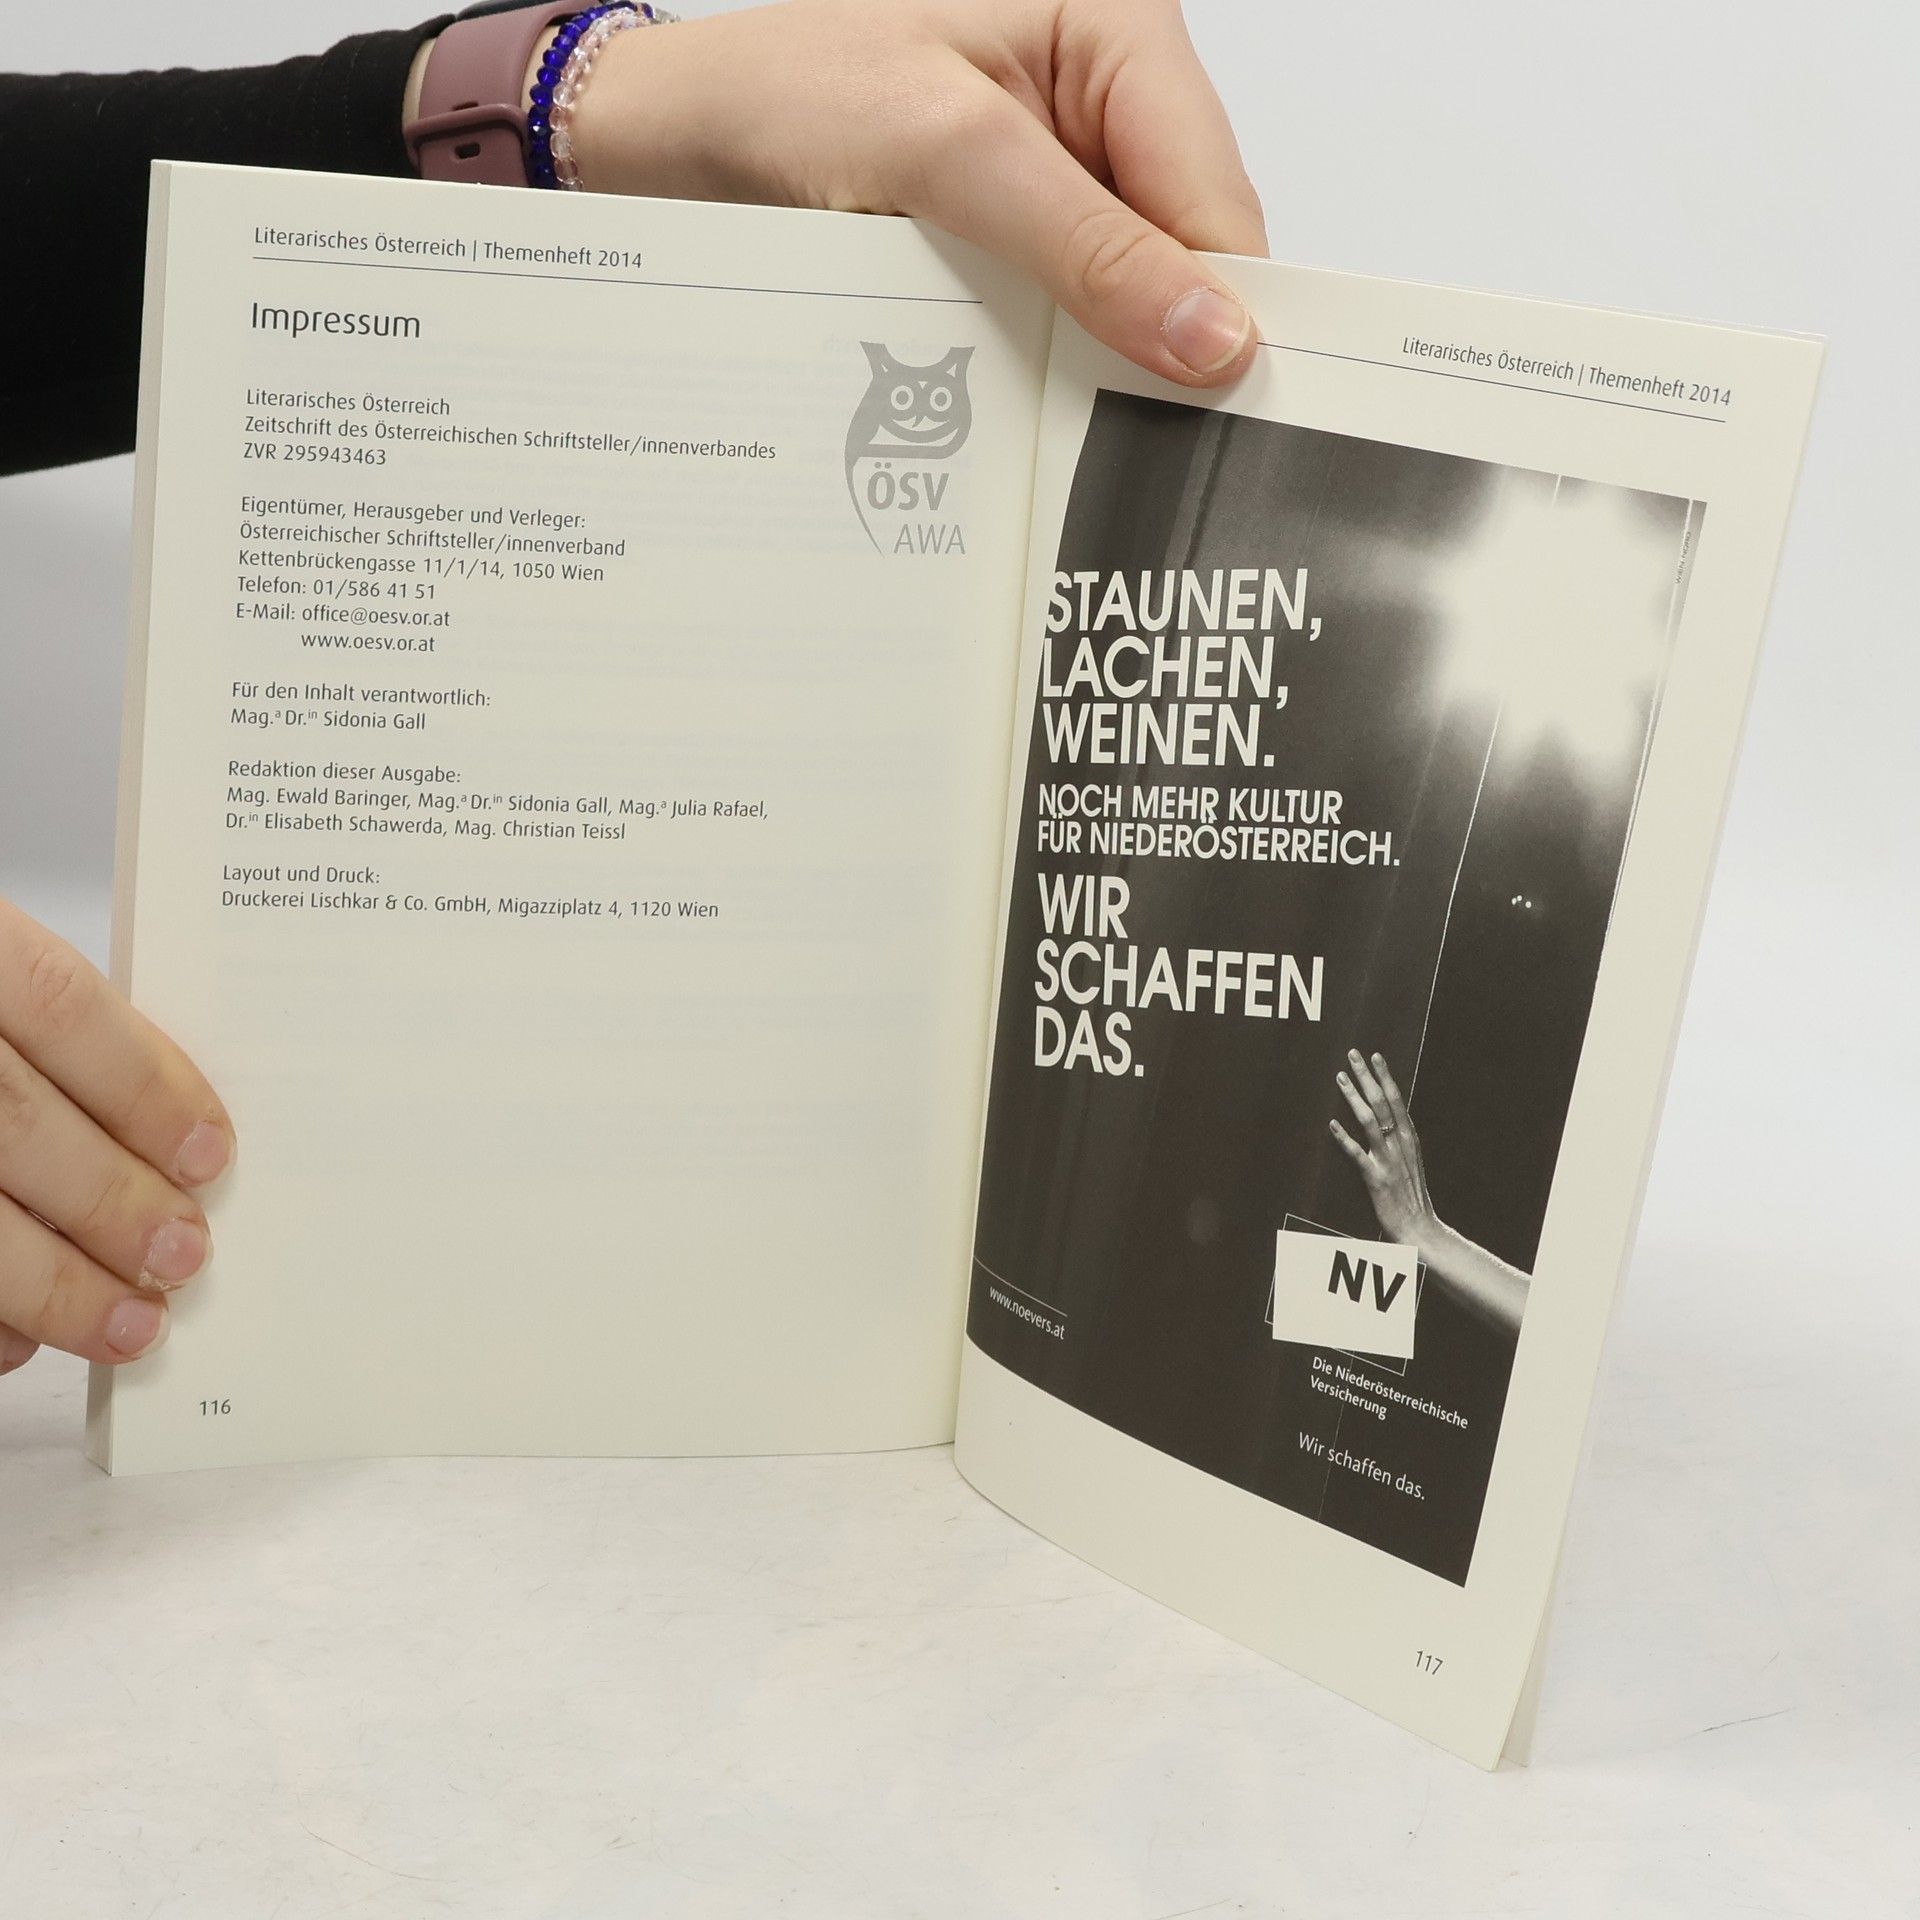 Literarisches Österreich | Themenheft 2014
Impressum
Literarisches Österreich
Zeitschrift des Österreichischen Schriftsteller/innenverbandes
ZVR 295943463
Eigentümer, Herausgeber und Verleger:
Österreichischer Schriftsteller/innenverband
Kettenbrückengasse 11/1/14, 1050 Wien
Telefon: 01/586 41 51
E-Mail: office@oesv.or.at
www.oesv.or.at
Für den Inhalt verantwortlich:
Mag.ª Dr.in Sidonia Gall
Redaktion dieser Ausgabe:
Mag. Ewald Baringer, Mag.ª Dr.in Sidonia Gall, Mag.ª Julia Rafael,
Dr.in Elisabeth Schawerda, Mag. Christian Teissl
Layout und Druck:
Druckerei Lischkar & Co. GmbH, Migazziplatz 4, 1120 Wien
ÖSV
AWA
116
Literarisches Österreich | Themenheft 2014
WIEN NORD
STAUNEN,
LACHEN,
WEINEN.
NOCH MEHR KULTUR
FÜR NIEDERÖSTERREICH.
WIR
SCHAFFEN
DAS.
www.noevers.at
NV
Die Niederösterreichische
Versicherung
Wir schaffen das.
117